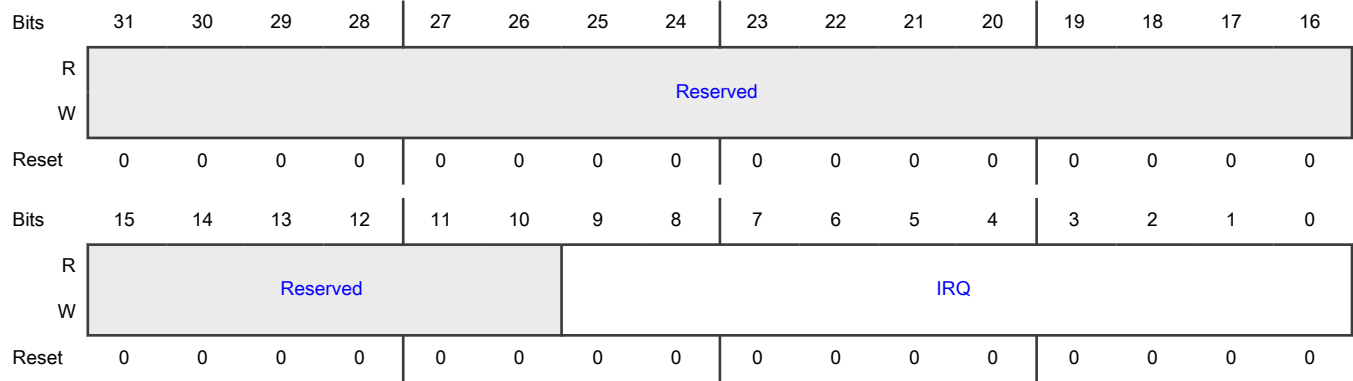 Bits 31 30 29 28 27 26 25 24 23 22 21 20 19 18 17 16
R
Reserved
W
Reset 0 0 0 0 0 0 0 0 0 0 0 0 0 0 0 0
Bits 15 14 13 12 11 10 9 8 7 6 5 4 3 2 1 0
R
Reserved IRQ
W
Reset 0 0 0 0 0 0 0 0 0 0 0 0 0 0 0 0